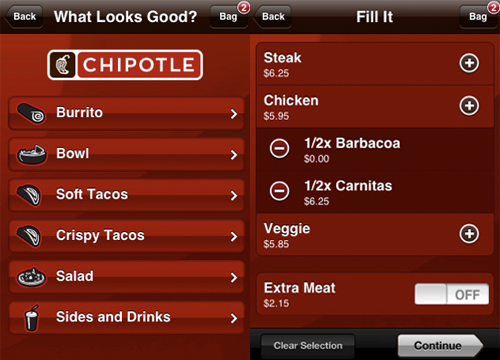 Back
What Looks Good?
Bag
2
CHIPOTLE
Burrito
Bowl
Soft Tacos
Crispy Tacos
Salad
Sides and Drinks
Back
Fill It
Bag
2
Steak
$6.25
Chicken
$5.95
1/2x Barbacoa
$0.00
1/2x Carnitas
$6.25
Veggie
$5.85
Extra Meat
$2.15
OFF
Clear Selection
Continue